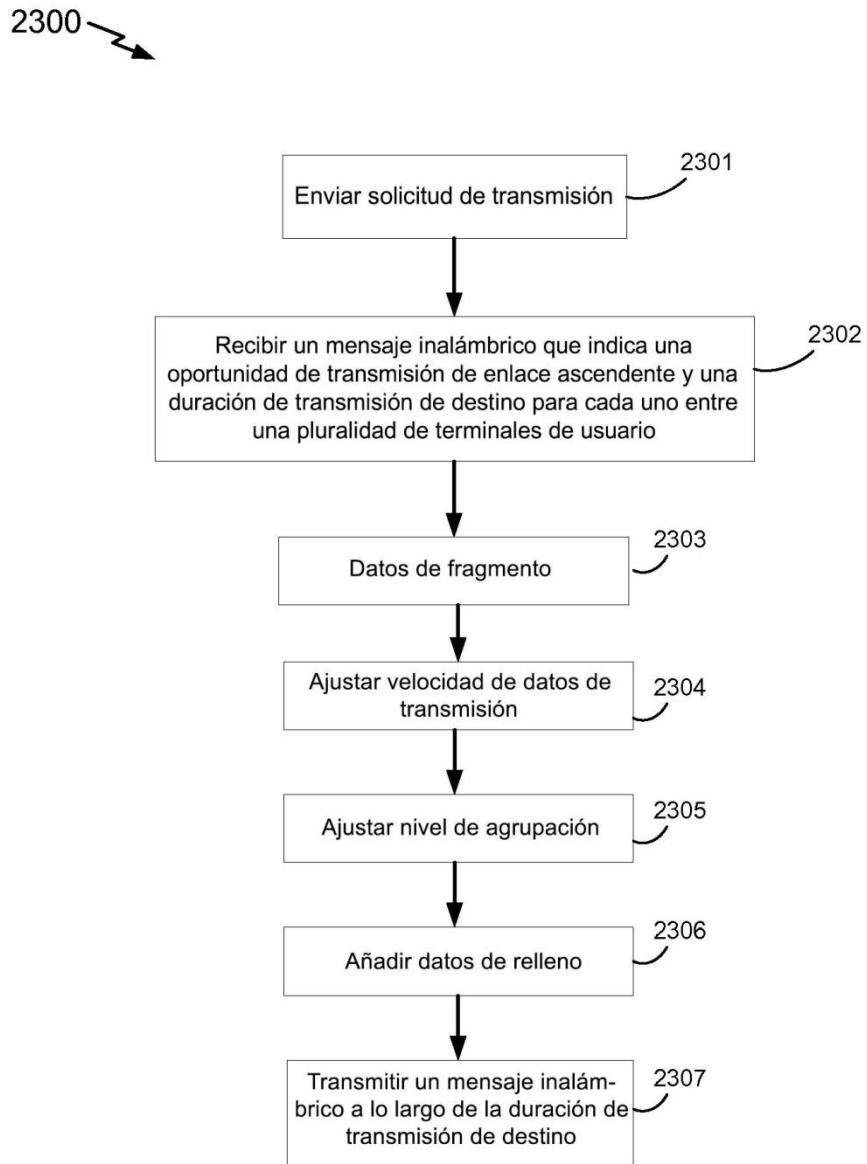 2300
2301
Enviar solicitud de transmisión
2302
Recibir un mensaje inalámbrico que indica una
oportunidad de transmisión de enlace ascendente y una
duración de transmisión de destino para cada uno entre
una pluralidad de terminales de usuario
2303
Datos de fragmento
2304
Ajustar velocidad de datos de
transmisión
2305
Ajustar nivel de agrupación
2306
Añadir datos de relleno
2307
Transmitir un mensaje inalám-
brico a lo largo de la duración de
transmisión de destino